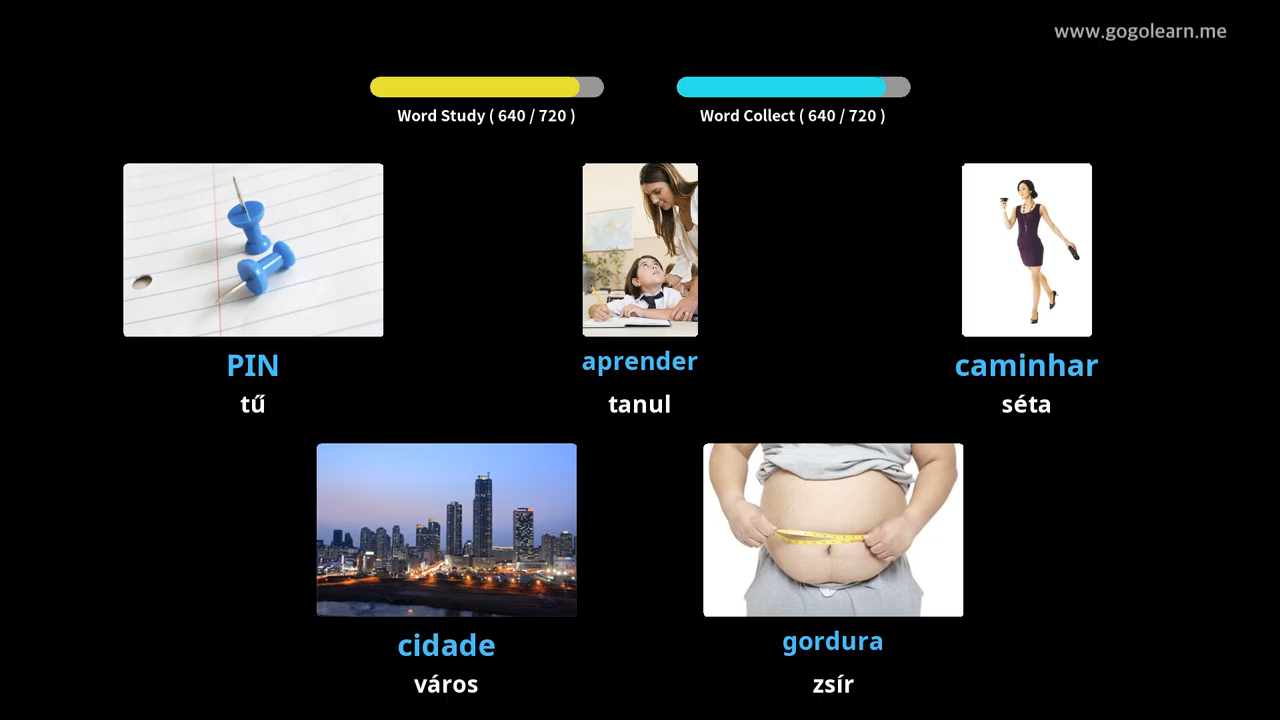 www.gogolearn.me
Word Study ( 640 / 720 )
Word Collect ( 640 / 720 )
PIN
tű
aprender
tanul
caminhar
séta
cidade
város
gordura
zsír